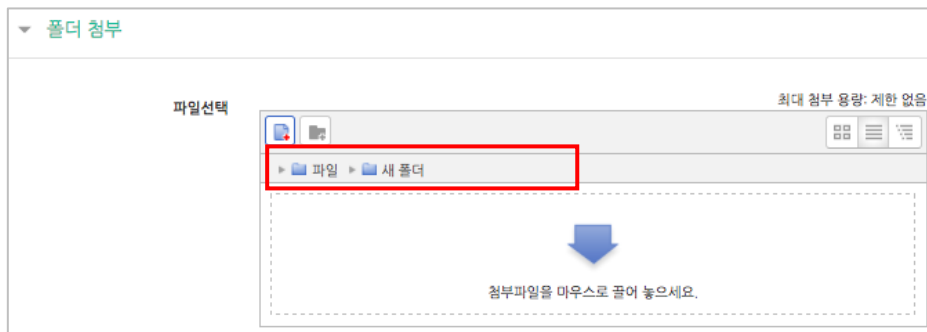 폴더 첨부
최대 첨부 용량: 제한 없음
파일선택
파일 새 폴더
첨부파일을 마우스로 끌어 놓으세요.